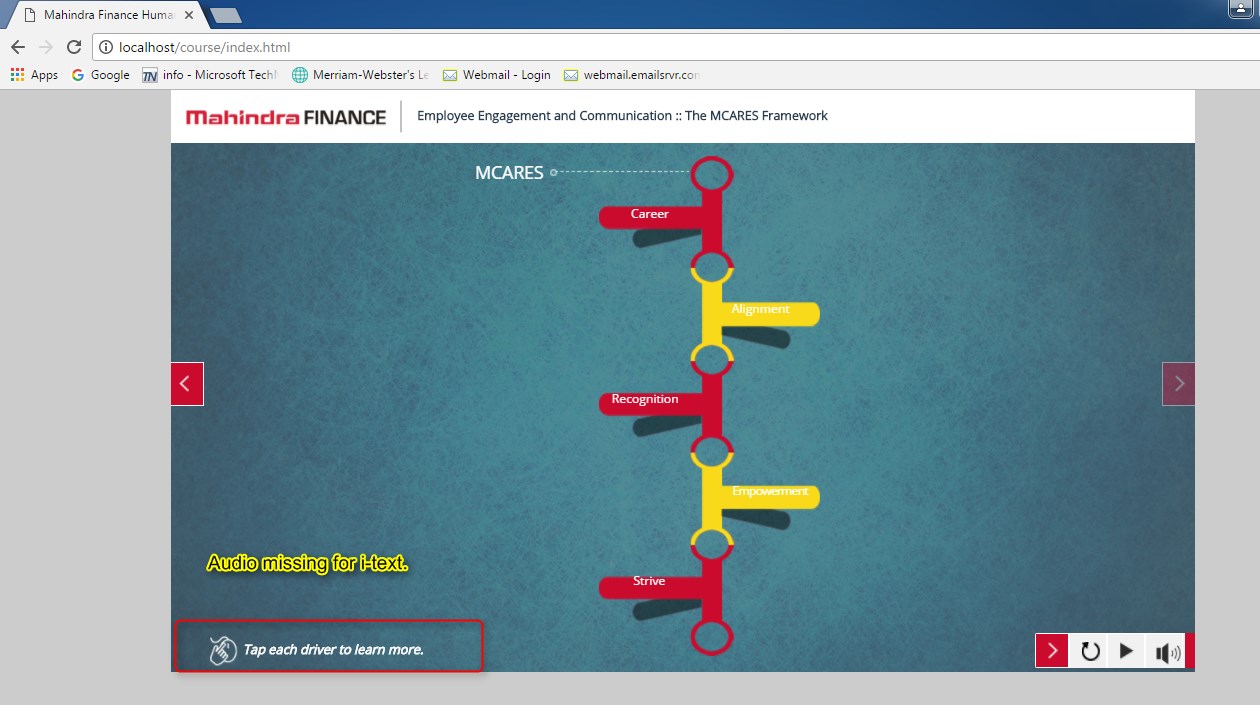 Mahindra Finance Huma
localhost/course/index.html
Apps Google info - Microsoft Tech Merriam-Webster's Le Webmail - Login webmail.emailsrvr.con
Mahindra FINANCE Employee Engagement and Communication :: The MCARES Framework
MCARES
Career
Alignment
Recognition
Empowerment
Strive
Audio missing for i-text.
Tap each driver to learn more.